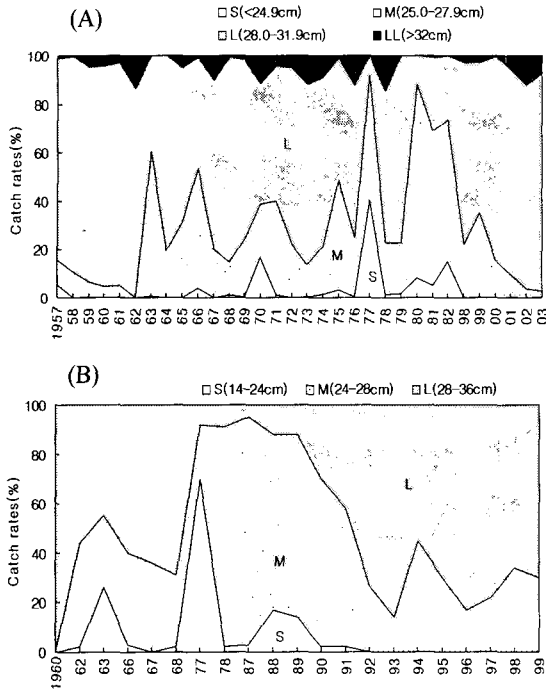 (A)
S(<24.9cm) M(25.0-27.9cm)
L(28.0-31.9cm) LL(>32cm)
Catch rates(%)
100
80
60
40
20
0
L
M
S
1957 58 59 60 61 62 63 64 65 66 67 68 69 70 71 72 73 74 75 76 77 78 79 80 81 82 98 99 00 01 02 03
(B)
S(14-24cm) M(24-28cm) L(28-36cm)
Catch rates(%)
100
80
60
40
20
0
L
M
S
1960 62 63 66 67 68 77 78 87 88 89 90 91 92 93 94 95 96 97 98 99